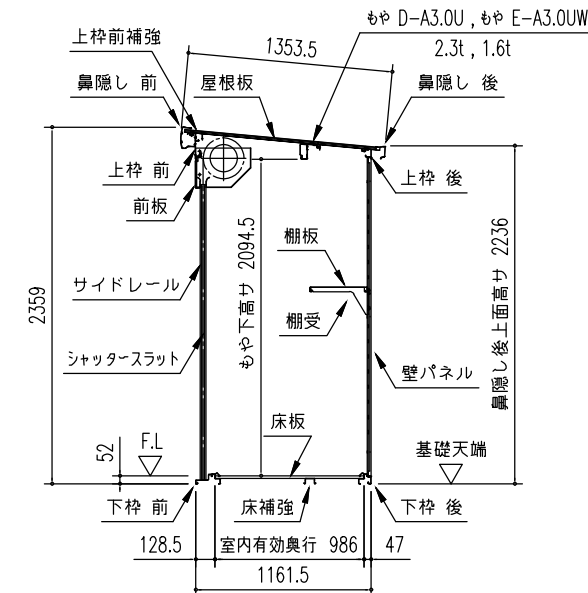 もや D-A3.0U , もや E-A3.0UW
2.3t , 1.6t
上枠前補強
1353.5
鼻隠し 前
屋根板
鼻隠し 後
上枠 前
上枠 後
前板
もや下高サ 2094.5
棚板
サイドレール
棚受
2359
鼻隠し後上面高サ 2236
シャッタースラット
壁パネル
床板
52
F.L
基礎天端
下枠 前
床補強
下枠 後
128.5
室内有効奥行 986
47
1161.5